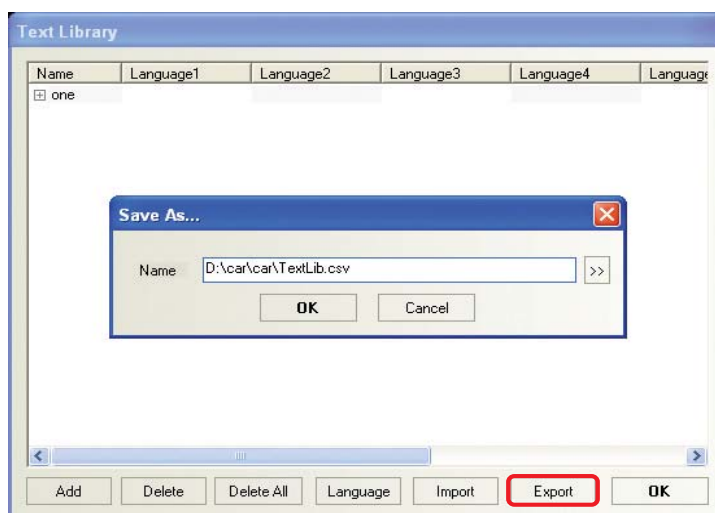 Text Library
Name Language1 Language2 Language3 Language4 Language
one
Save As...
Name D:\car\car\TextLib.csv >>
OK Cancel
Add Delete Delete All Language Import Export OK